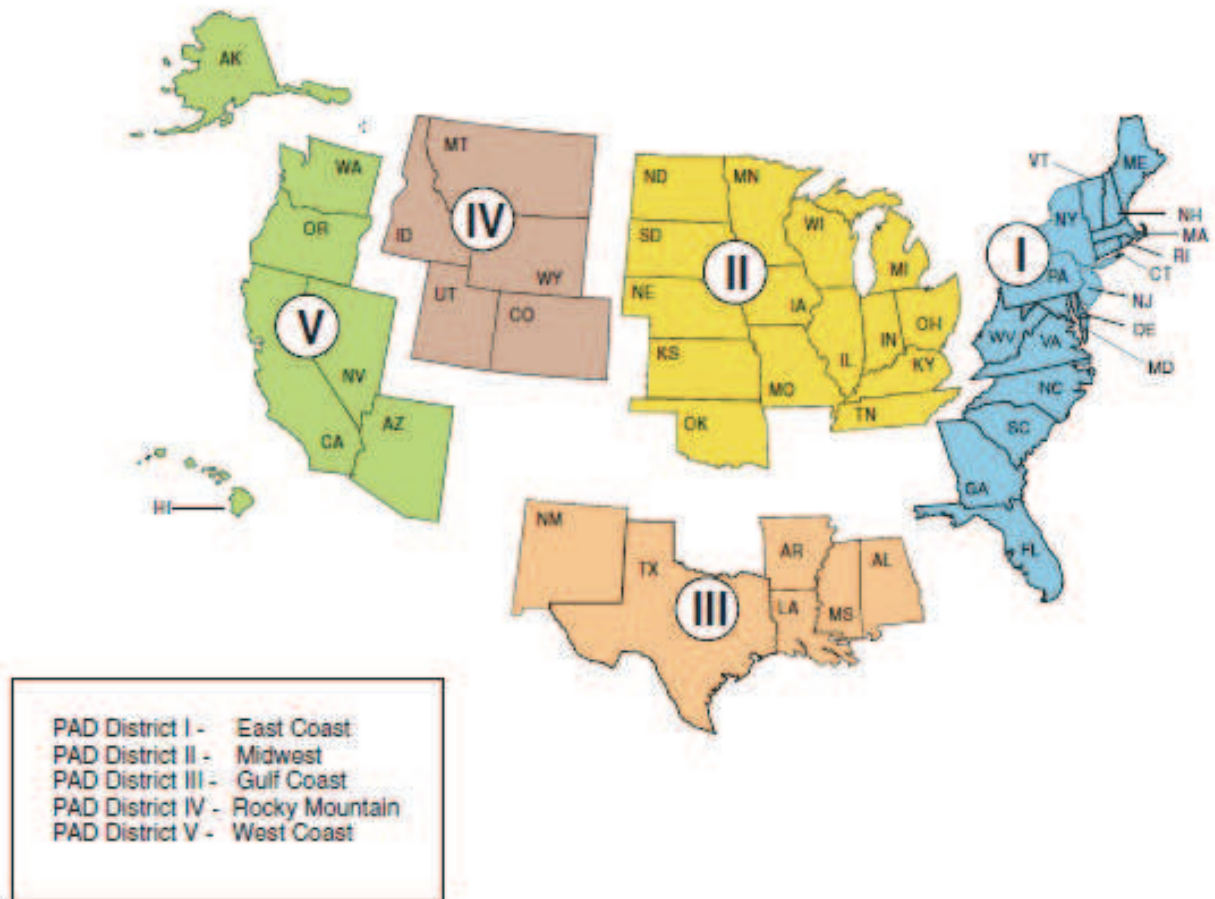 AK
WA
OR
NV
CA
AZ
HI
V
MT
ID
WY
UT
CO
IV
ND
MN
SD
WI
MI
NE
IA
KS
IL
IN
OH
KY
MO
TN
OK
II
VT
ME
NY
NH
MA
RI
CT
PA
NJ
DE
WV
VA
MD
NC
SC
GA
FL
I
NM
TX
AR
LA
MS
AL
III
PAD District I - East Coast
PAD District II - Midwest
PAD District III - Gulf Coast
PAD District IV - Rocky Mountain
PAD District V - West Coast